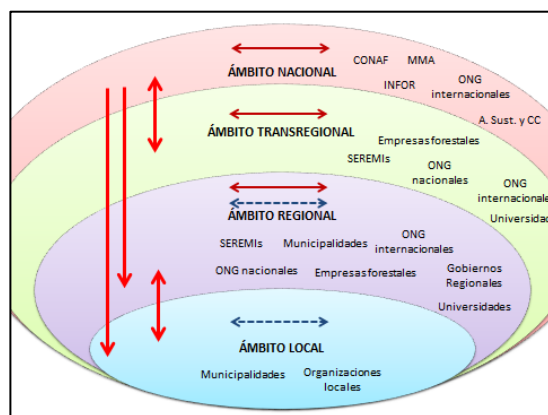 CONAF MMA
ÁMBITO NACIONAL
INFOR
ONG
internacionales
A. Sust. y CC
ÁMBITO TRANSREGIONAL
Empresas forestales
SEREMIs
ONG
nacionales
ONG
internacionales
Universidad
ÁMBITO REGIONAL
SEREMIs Municipalidades
ONG
internacionales
ONG nacionales Empresas forestales
Gobiernos
Regionales
Universidades
ÁMBITO LOCAL
Municipalidades
Organizaciones
locales